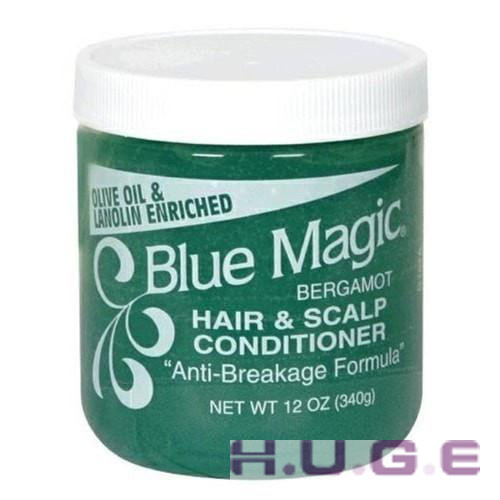 OLIVE OIL &
LANOLIN ENRICHED
Blue Magic®
BERGAMOT
HAIR & SCALP
CONDITIONER
"Anti-Breakage Formula"
NET WT 12 OZ (340g)
H.U.G.E